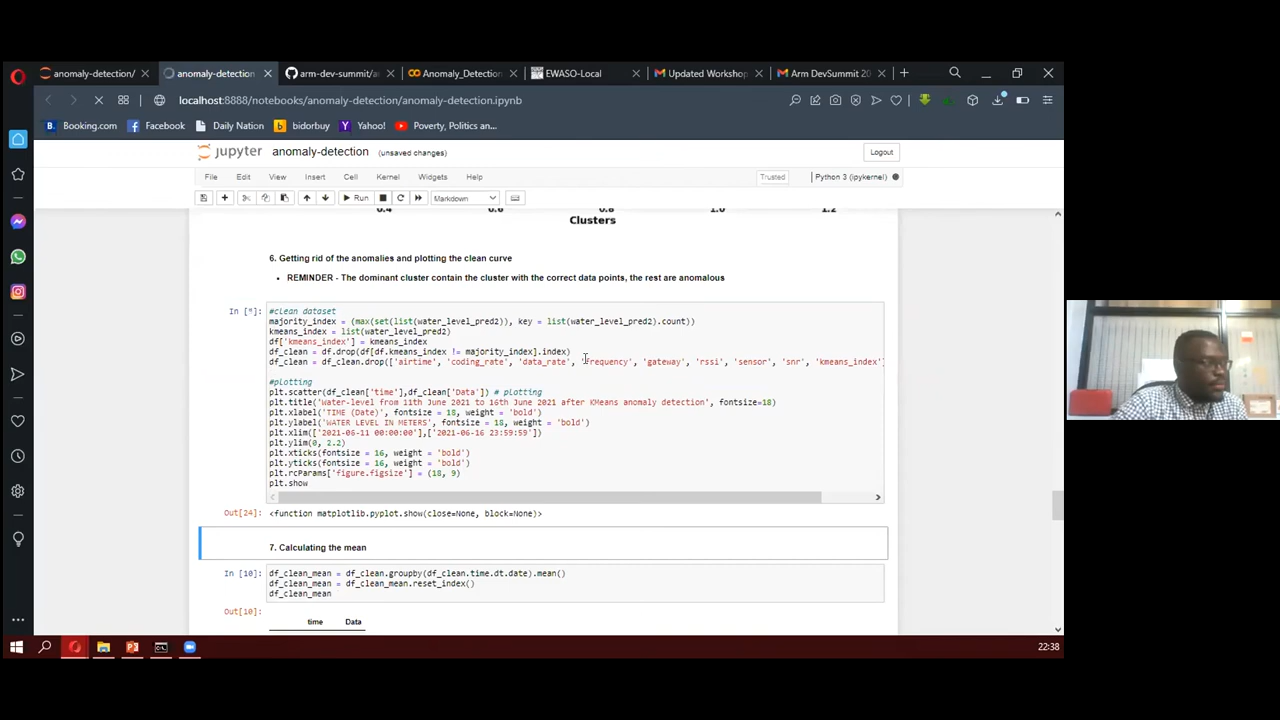 anomaly-detection/
anomaly-detection
arm-dev-summit/ar
Anomaly_Detection
EWASO-Local
Updated Workshop
Arm DevSummit 20
localhost:8888/notebooks/anomaly-detection/anomaly-detection.ipynb
B. Booking.com
Facebook
Daily Nation
b bidorbuy
Y Yahoo!
Poverty, Politics an...
jupyter anomaly-detection (unsaved changes)
Logout
File Edit View Insert Cell Kernel Widgets Help
Trusted
Python 3 (ipykernel)
Run
Markdown
0.4 0.6 0.8 1.0 1.2
Clusters
6. Getting rid of the anomalies and plotting the clean curve
• REMINDER - The dominant cluster contain the cluster with the correct data points, the rest are anomalous
In [*]: #clean dataset
majority_index = (max(set(list(water_level_pred2)), key = list(water_level_pred2).count))
kmeans_index = list(water_level_pred2)
df['kmeans_index'] = kmeans_index
df_clean = df.drop(df[df.kmeans_index != majority_index].index)
df_clean = df_clean.drop(['airtime', 'coding_rate', 'data_rate', 'frequency', 'gateway', 'rssi', 'sensor', 'snr', 'kmeans_index']
#plotting
plt.scatter(df_clean['time'],df_clean['Data']) # plotting
plt.title('Water-level from 11th June 2021 to 16th June 2021 after KMeans anomaly detection', fontsize=18)
plt.xlabel('TIME (Date)', fontsize = 18, weight = 'bold')
plt.ylabel('WATER LEVEL IN METERS', fontsize = 18, weight = 'bold')
plt.xlim(['2021-06-11 00:00:00'],['2021-06-16 23:59:59'])
plt.ylim(0, 2.2)
plt.xticks(fontsize = 16, weight = 'bold')
plt.yticks(fontsize = 16, weight = 'bold')
plt.rcParams['figure.figsize'] = (18, 9)
plt.show
Out[24]: <function matplotlib.pyplot.show(close=None, block=None)>
7. Calculating the mean
In [10]: df_clean_mean = df_clean.groupby(df_clean.time.dt.date).mean()
df_clean_mean = df_clean_mean.reset_index()
df_clean_mean
Out[10]:
time Data
22:38